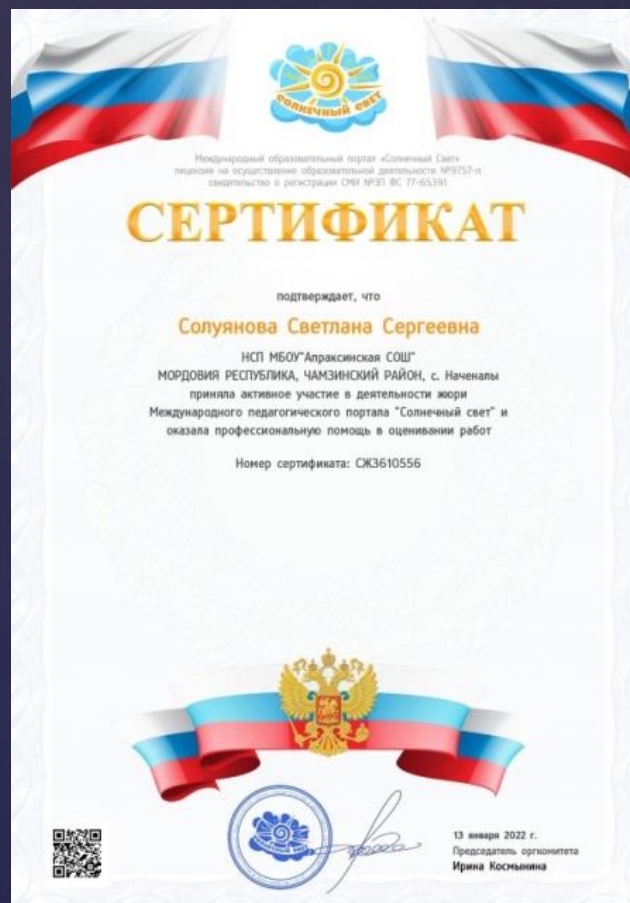 СОЛНЕЧНЫЙ СВЕТ
Международный образовательный портал «Солнечный Свет»
лицензия на осуществление образовательной деятельности №9757-л
свидетельство о регистрации СМИ №ЭЛ ФС 77-65391
СЕРТИФИКАТ
подтверждает, что
Солуянова Светлана Сергеевна
НСП МБОУ"Апраксинская СОШ"
МОРДОВИЯ РЕСПУБЛИКА, ЧАМЗИНСКИЙ РАЙОН, с. Наченалы
приняла активное участие в деятельности жюри
Международного педагогического портала "Солнечный свет" и
оказала профессиональную помощь в оценивании работ
Номер сертификата: СЖ3610556
СОЛНЕЧНЫЙ СВЕТ
13 января 2022 г.
Председатель оргкомитета
Ирина Космынина